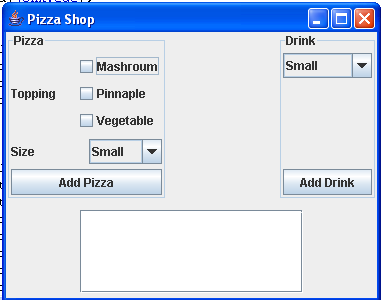 Pizza Shop
Pizza
Drink
Mashroum
Small
Topping
Pinnaple
Vegetable
Size
Small
Add Pizza
Add Drink